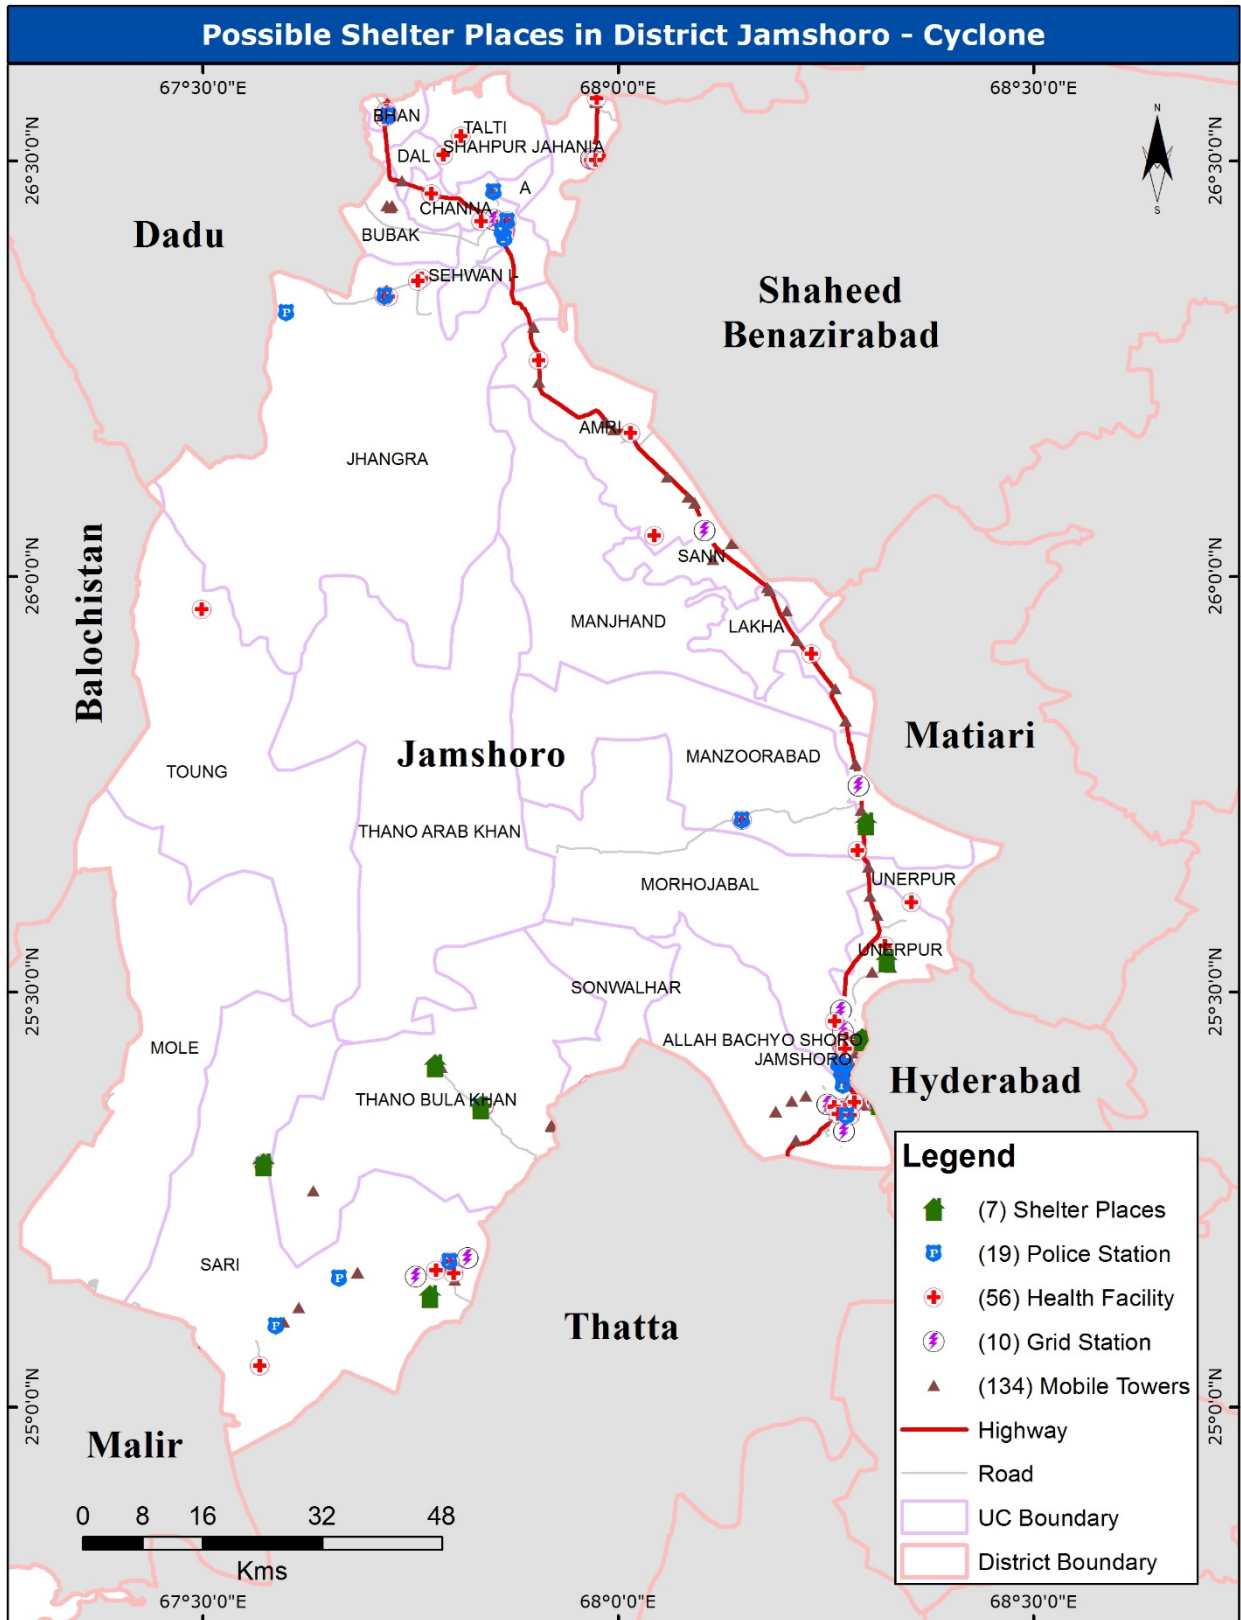 Possible Shelter Places in District Jamshoro - Cyclone
67°30'0"E
68°0'0"E
68°30'0"E
N
S
26°30'0"N
26°30'0"N
BHAN
TALTI
DAL
SHAHPUR JAHANIA
A
CHANNA
BUBAK
Dadu
SEHWAN I-
Shaheed
Benazirabad
P
AMRI
JHANGRA
SANN
26°0'0"N
26°0'0"N
Balochistan
MANJHAND
LAKHA
Jamshoro
Matiari
MANZOORABAD
TOUNG
THANO ARAB KHAN
MORHOJABAL
UNERPUR
UNERPUR
SONWALHAR
25°30'0"N
25°30'0"N
ALLAH BACHYO SHORO
MOLE
JAMSHORO
Hyderabad
THANO BULA KHAN
SARI
P
P
Thatta
Legend
(7) Shelter Places
P
(19) Police Station
(56) Health Facility
(10) Grid Station
(134) Mobile Towers
Highway
Road
UC Boundary
District Boundary
25°0'0"N
25°0'0"N
Malir
0 8 16 32 48
Kms
67°30'0"E
68°0'0"E
68°30'0"E